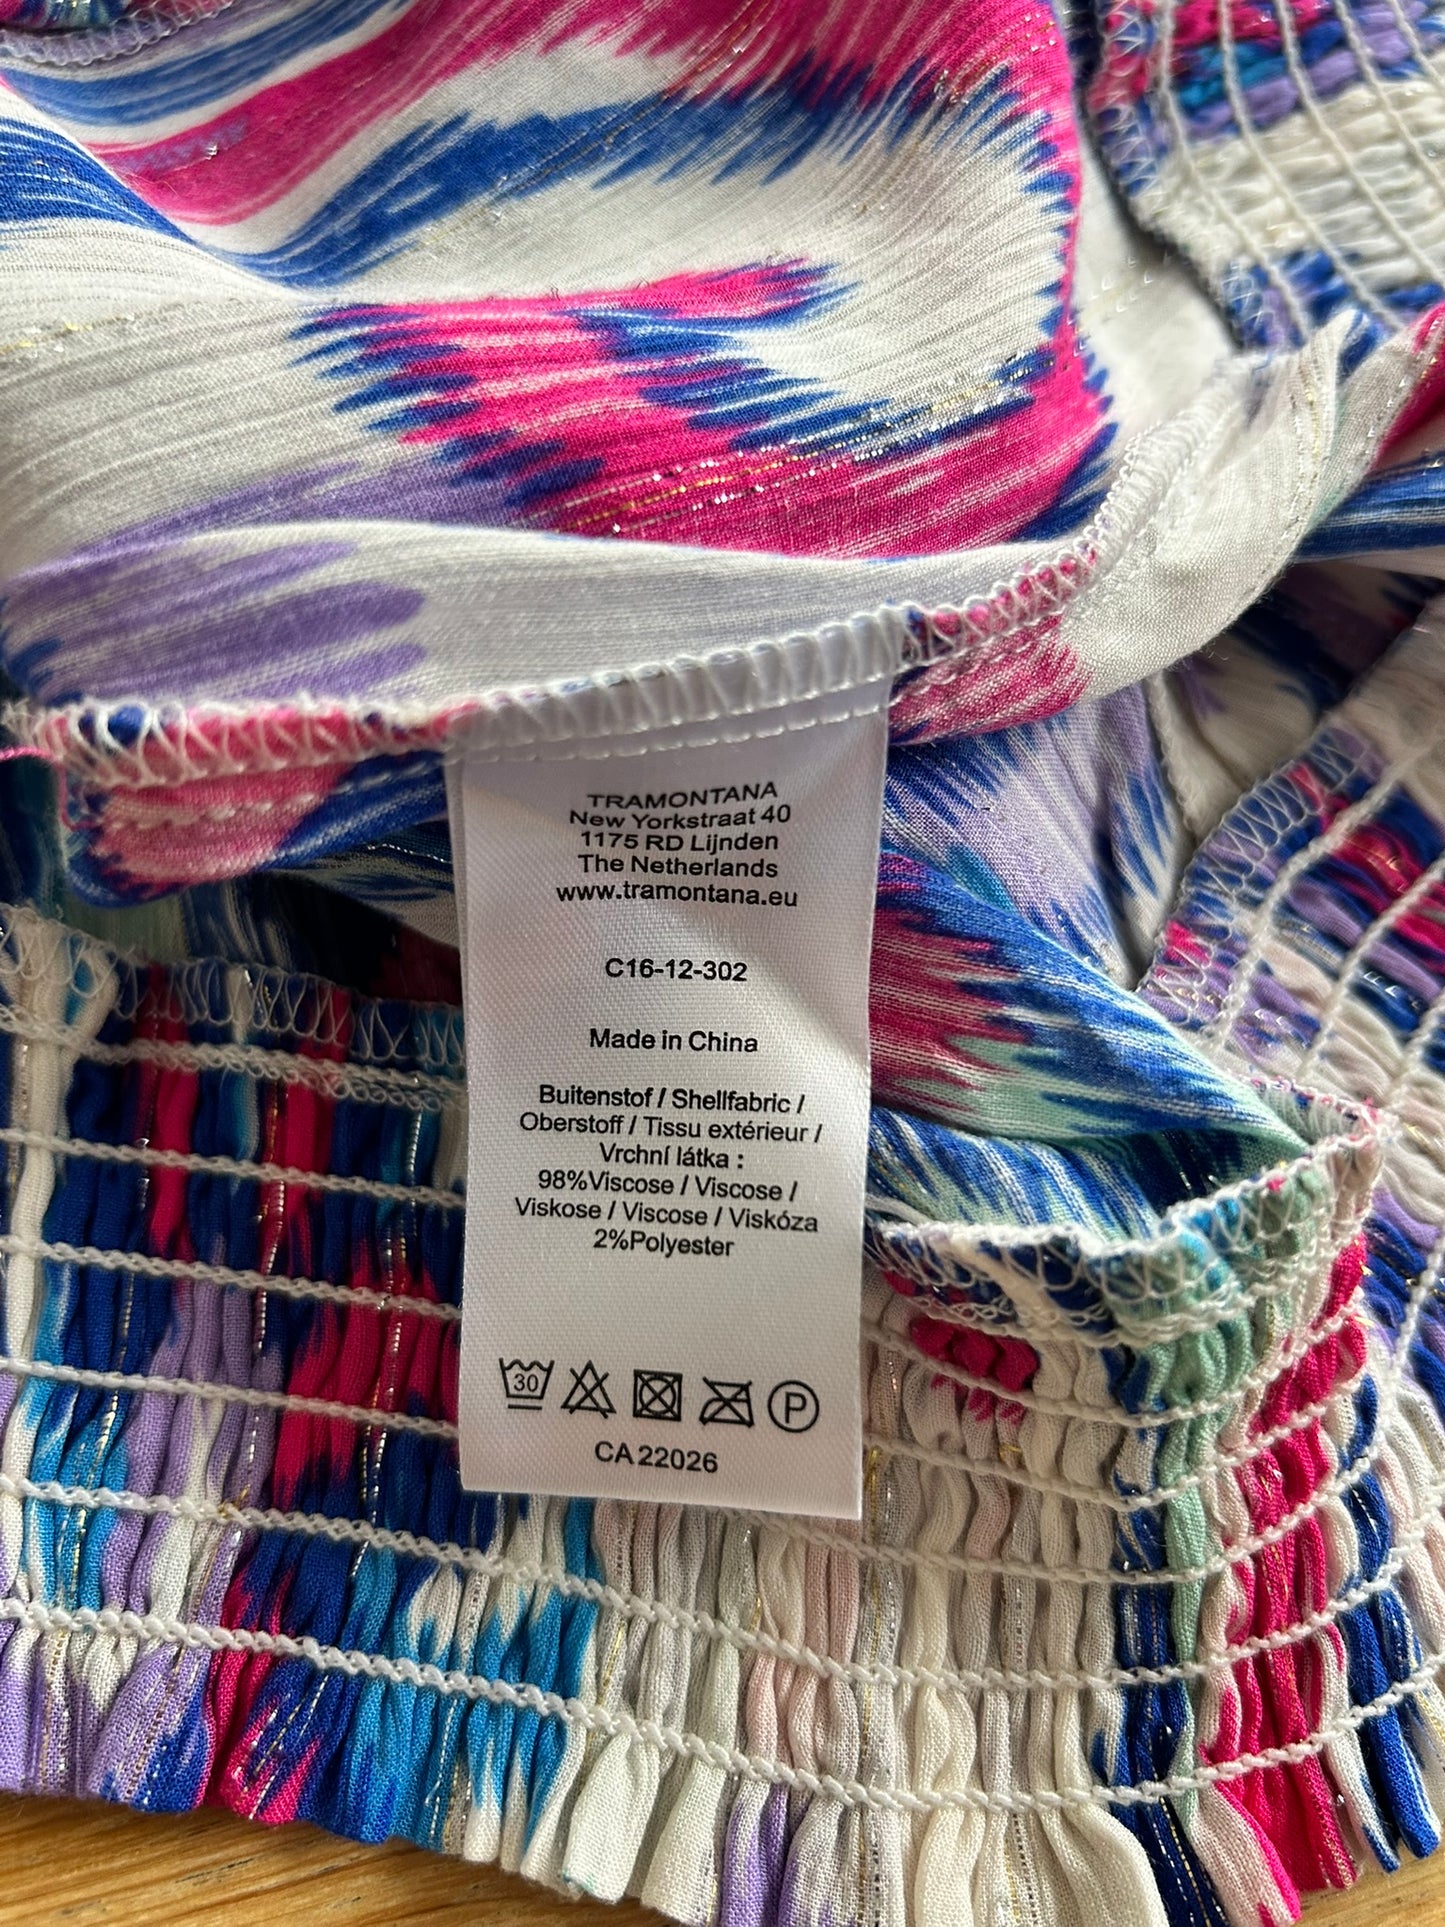 TRAMONTANA
New Yorkstraat 40
1175 RD Lijnden
The Netherlands
www.tramontana.eu
C16-12-302
Made in China
Buitenstof / Shellfabric /
Oberstoff / Tissu extérieur /
Vrchní látka :
98%Viscose / Viscose /
Viskose / Viscose / Viskóza
2%Polyester
30
P
CA 22026